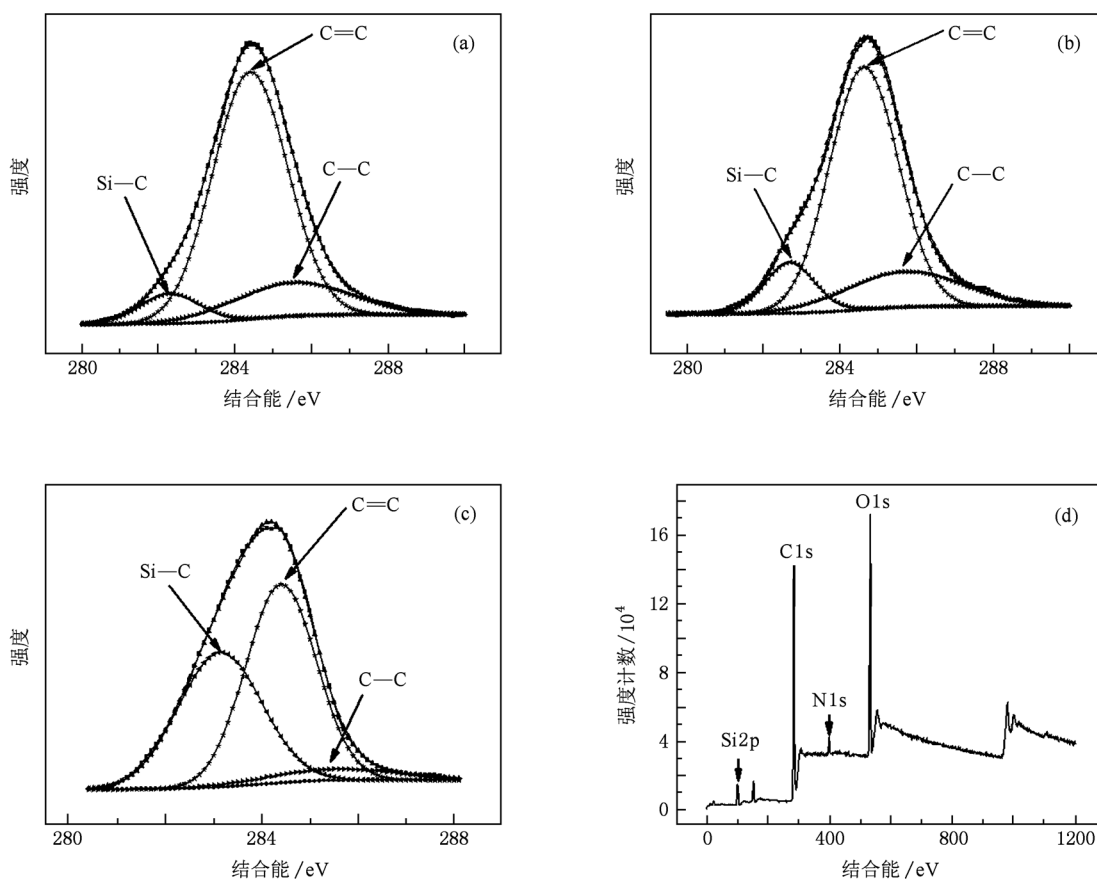 (a)
C=C
Si—C
C—C
强度
280
284
288
结合能 /eV
(b)
C=C
Si—C
C—C
强度
280
284
288
结合能 /eV
(c)
C=C
Si—C
C—C
强度
280
284
288
结合能 /eV
(d)
O1s
C1s
N1s
Si2p
强度计数 /10⁴
16
12
8
4
0
0
400
800
1200
结合能 /eV